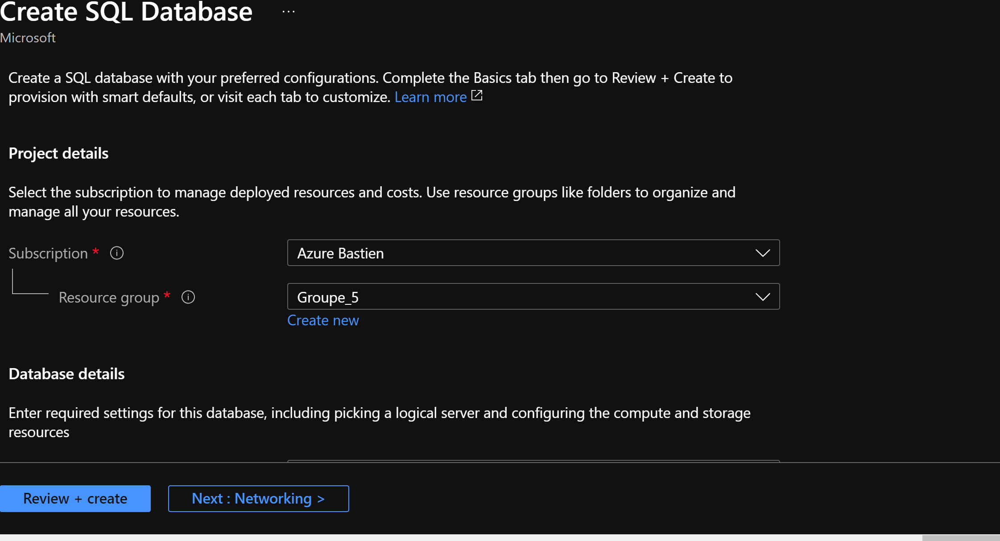 Create SQL Database ...
Microsoft
Create a SQL database with your preferred configurations. Complete the Basics tab then go to Review + Create to
provision with smart defaults, or visit each tab to customize. Learn more
Project details
Select the subscription to manage deployed resources and costs. Use resource groups like folders to organize and
manage all your resources.
Subscription * Azure Bastien
Resource group * Groupe_5
Create new
Database details
Enter required settings for this database, including picking a logical server and configuring the compute and storage
resources
Review + create Next : Networking >